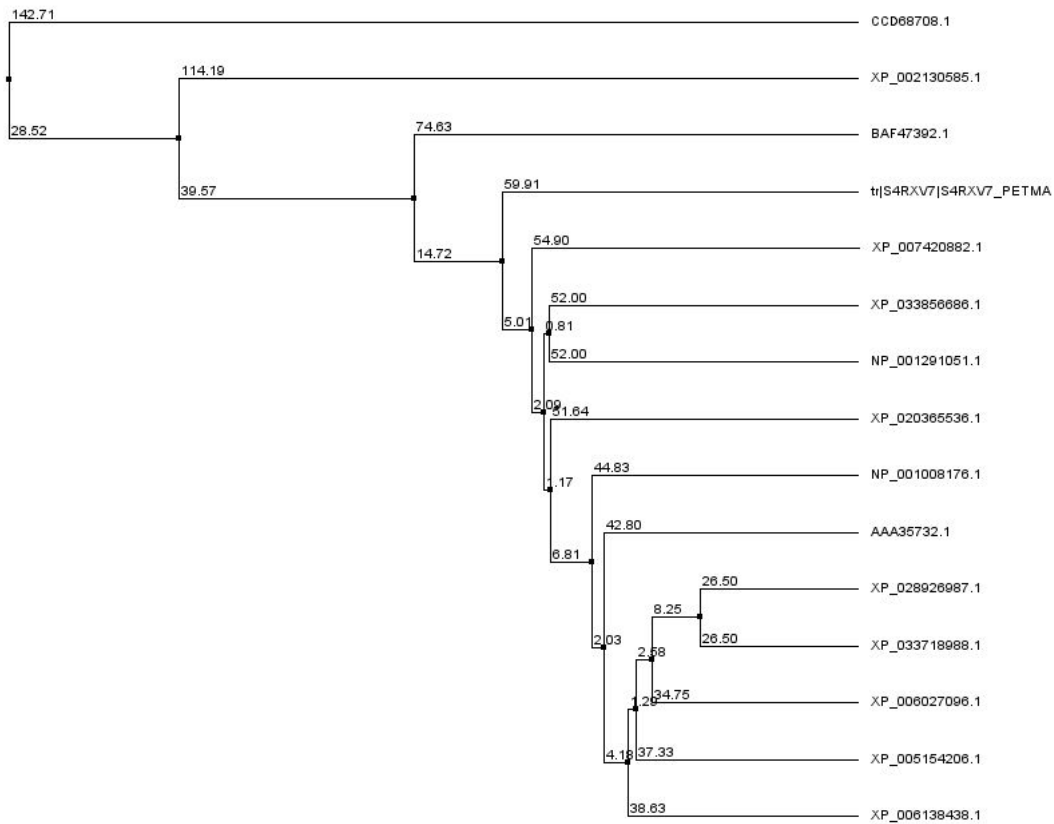 142.71
CCD68708.1
114.19
XP_002130585.1
28.52
74.63
BAF47392.1
39.57
59.91
tr|S4RXV7|S4RXV7_PETMA
14.72
54.90
XP_007420882.1
52.00
XP_033856686.1
5.01
0.81
52.00
NP_001291051.1
2.09
51.64
XP_020365536.1
44.83
NP_001008176.1
1.17
42.80
AAA35732.1
6.81
26.50
XP_028926987.1
8.25
2.03
26.50
XP_033718988.1
2.58
1.29
34.75
XP_006027096.1
4.18
37.33
XP_005154206.1
38.63
XP_006138438.1